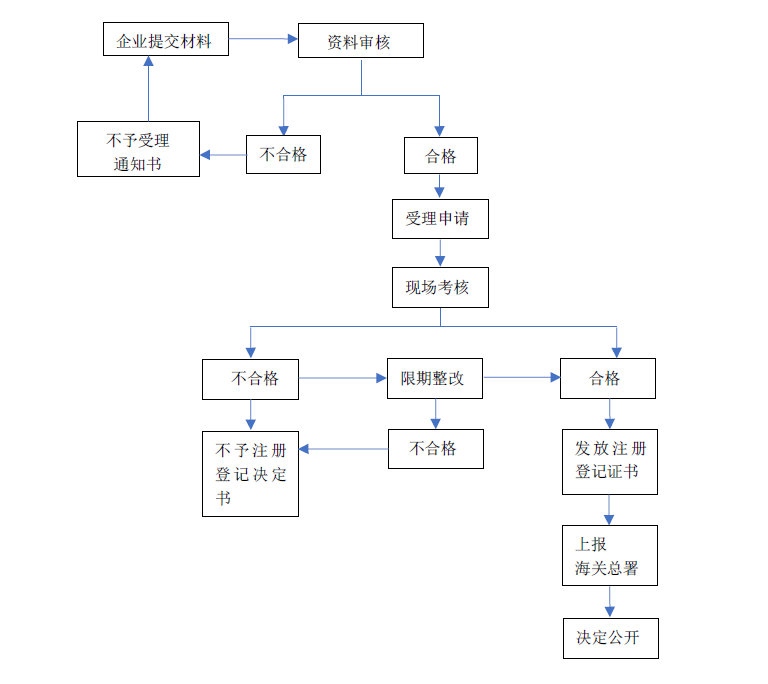 企业提交材料
资料审核
不予受理
通知书
不合格
合格
受理申请
现场考核
不合格
限期整改
合格
不予注册
登记决定
书
不合格
发放注册
登记证书
上报
海关总署
决定公开